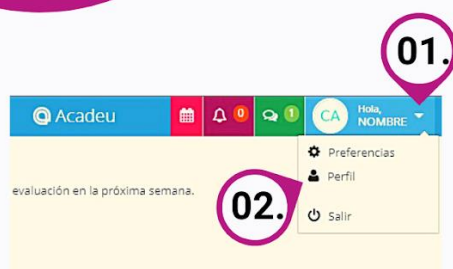 01.
Acadeu
0
1
CA
Hola,
NOMBRE
Preferencias
Perfil
evaluación en la próxima semana.
02.
Salir